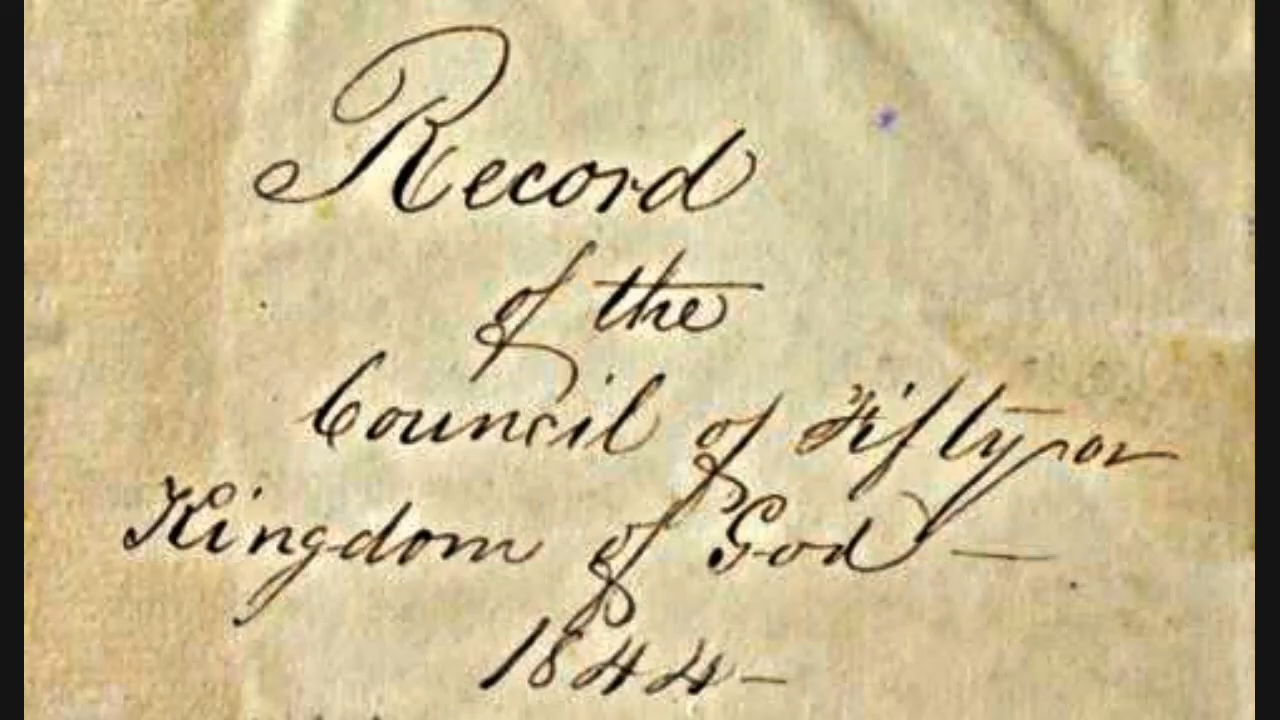 Record
of the
Council of Fifty, or
Kingdom of God —
1844 —